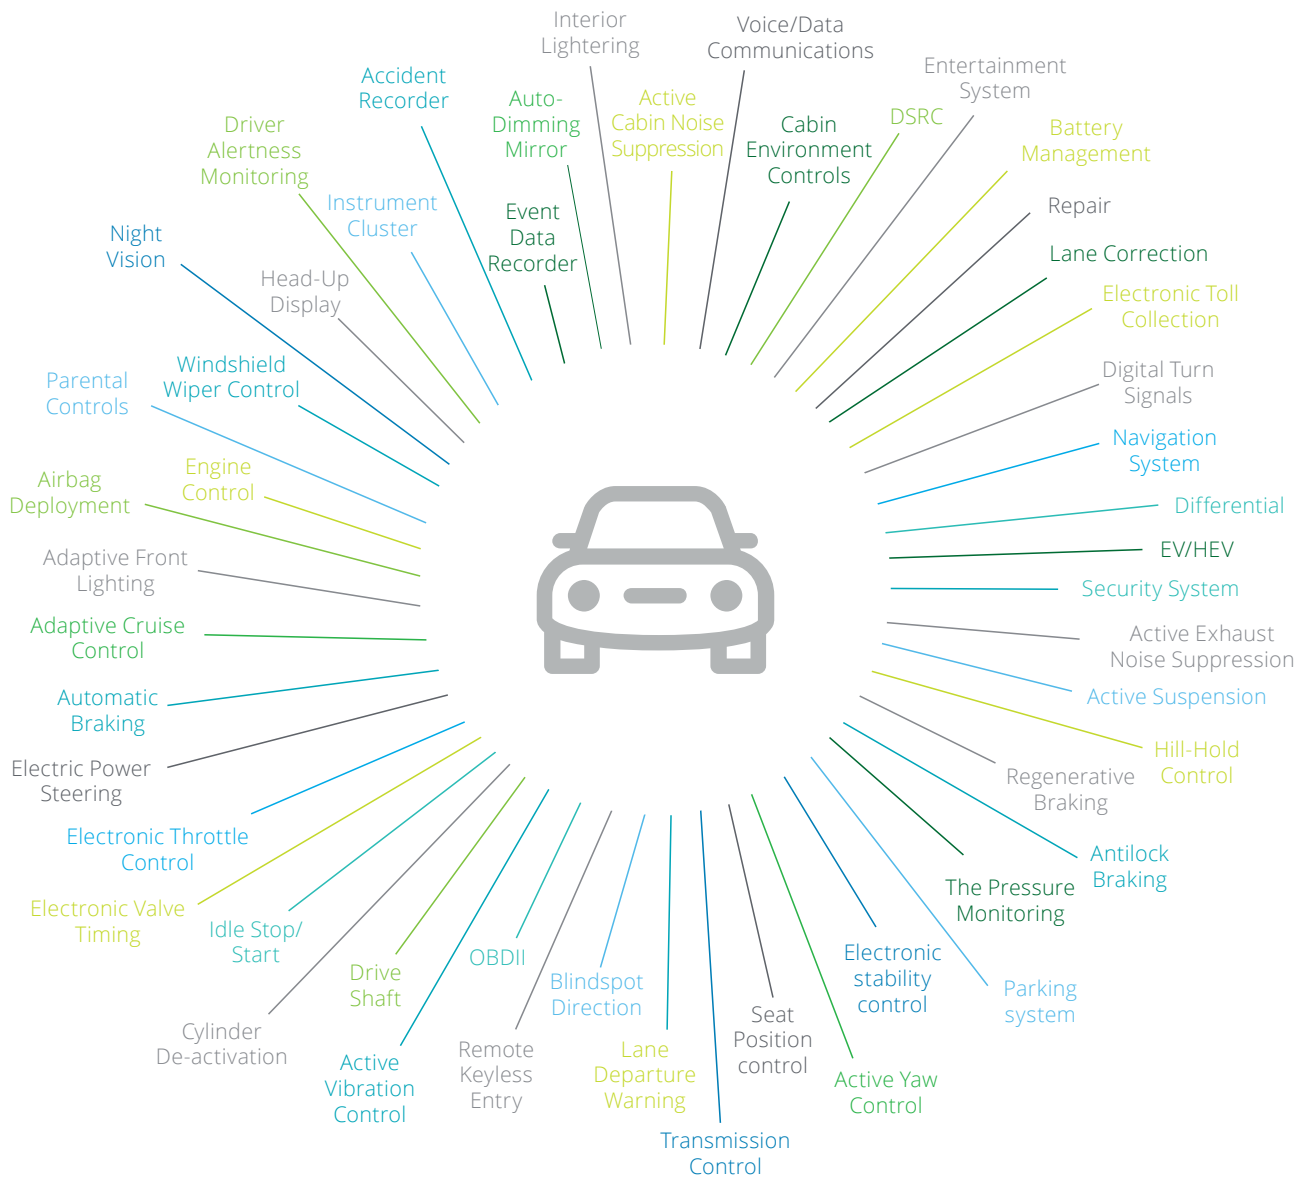 Interior
Lightering
Voice/Data
Communications
Entertainment
System
Accident
Recorder
Auto-
Dimming
Mirror
Active
Cabin Noise
Suppression
Cabin
Environment
Controls
DSRC
Battery
Management
Driver
Alertness
Monitoring
Instrument
Cluster
Event
Data
Recorder
Repair
Night
Vision
Head-Up
Display
Lane Correction
Electronic Toll
Collection
Windshield
Wiper Control
Parental
Controls
Digital Turn
Signals
Navigation
System
Engine
Control
Airbag
Deployment
Differential
EV/HEV
Adaptive Front
Lighting
Security System
Adaptive Cruise
Control
Active Exhaust
Noise Suppression
Automatic
Braking
Active Suspension
Hill-Hold
Control
Electric Power
Steering
Regenerative
Braking
Electronic Throttle
Control
Antilock
Braking
Electronic Valve
Timing
The Pressure
Monitoring
Idle Stop/
Start
Drive
Shaft
OBDII
Blindspot
Direction
Electronic
stability
control
Parking
system
Cylinder
De-activation
Active
Vibration
Control
Remote
Keyless
Entry
Lane
Departure
Warning
Seat
Position
control
Active Yaw
Control
Transmission
Control